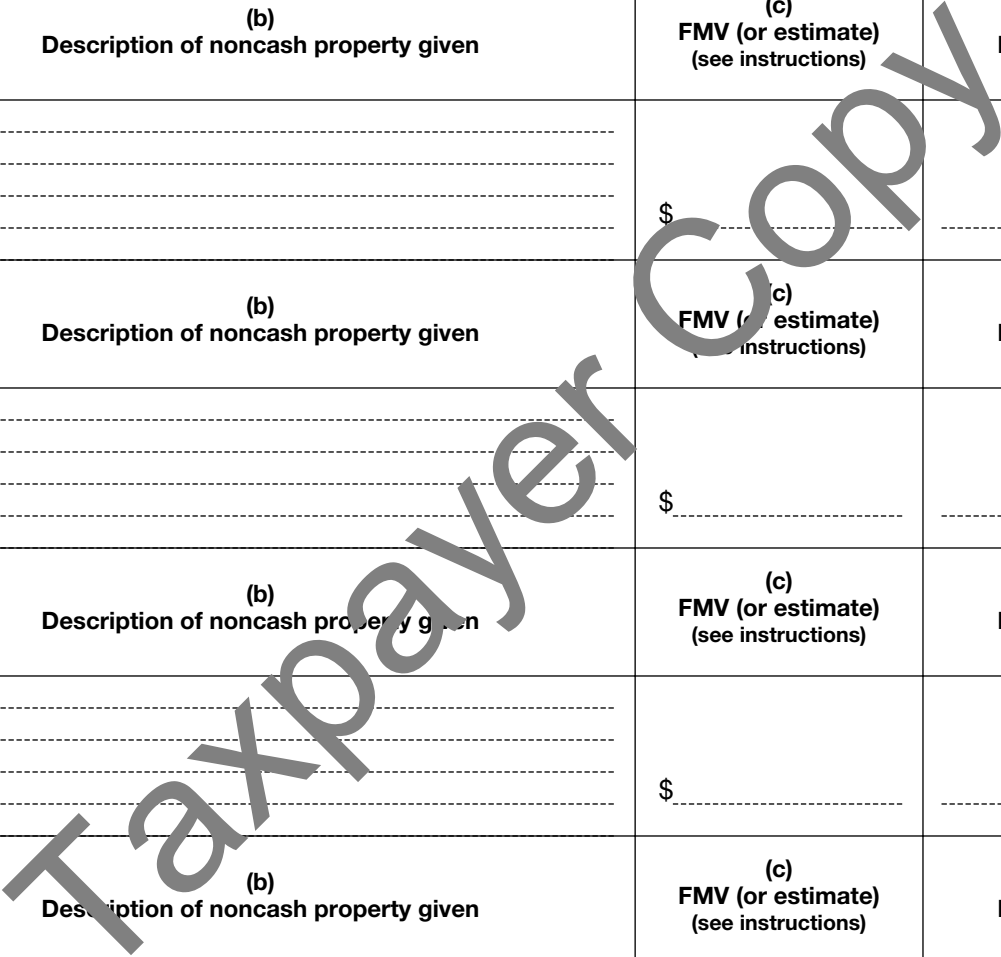 (b)
Description of noncash property given
(c)
FMV (or estimate)
(see instructions)
$
(b)
Description of noncash property given
(c)
FMV (or estimate)
(see instructions)
$
(b)
Description of noncash property given
(c)
FMV (or estimate)
(see instructions)
$
(b)
Description of noncash property given
(c)
FMV (or estimate)
(see instructions)
Taxpayer Copy